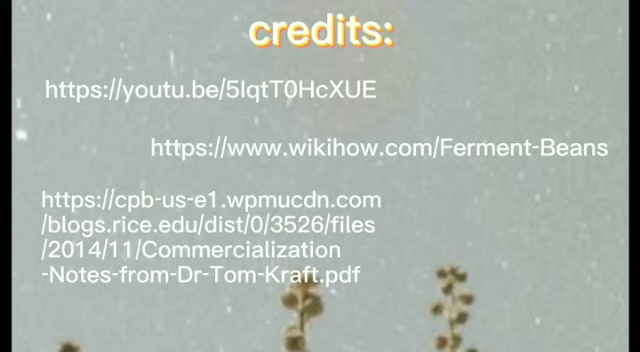 credits:
https://youtu.be/5IqtT0HcXUE
https://www.wikihow.com/Ferment-Beans
https://cpb-us-e1.wpmucdn.com
/blogs.rice.edu/dist/0/3526/files
/2014/11/Commercialization
-Notes-from-Dr-Tom-Kraft.pdf